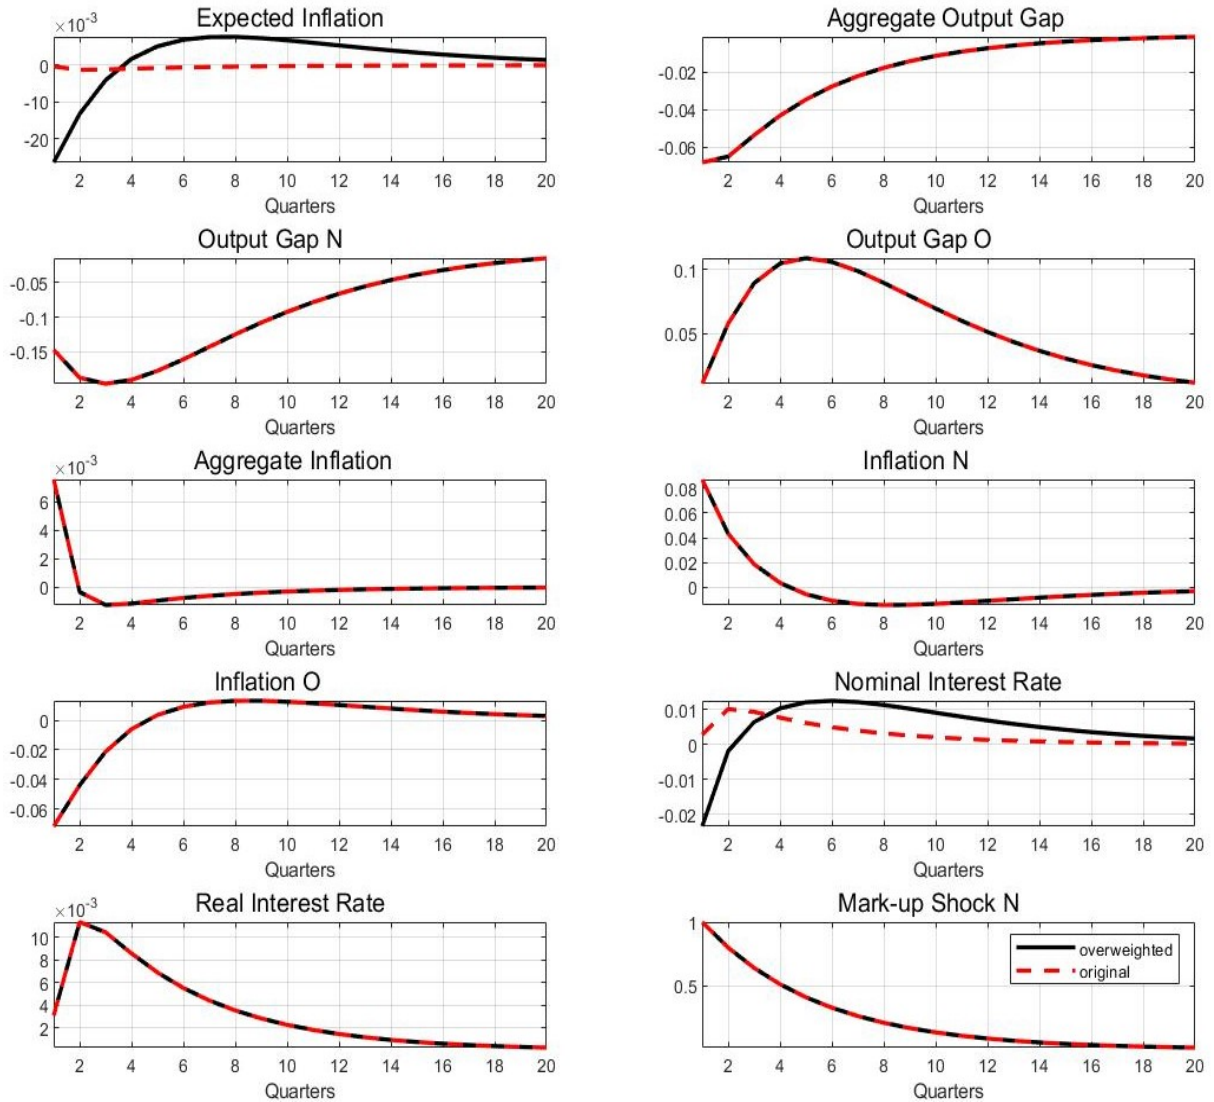 Expected Inflation
×10-3
0
-10
-20
2 4 6 8 10 12 14 16 18 20
Quarters
Aggregate Output Gap
-0.02
-0.04
-0.06
2 4 6 8 10 12 14 16 18 20
Quarters
Output Gap N
-0.05
-0.1
-0.15
2 4 6 8 10 12 14 16 18 20
Quarters
Output Gap O
0.1
0.05
2 4 6 8 10 12 14 16 18 20
Quarters
Aggregate Inflation
×10-3
6
4
2
0
2 4 6 8 10 12 14 16 18 20
Quarters
Inflation N
0.08
0.06
0.04
0.02
0
2 4 6 8 10 12 14 16 18 20
Quarters
Inflation O
0
-0.02
-0.04
-0.06
2 4 6 8 10 12 14 16 18 20
Quarters
Nominal Interest Rate
0.01
0
-0.01
-0.02
2 4 6 8 10 12 14 16 18 20
Quarters
Real Interest Rate
×10-3
10
8
6
4
2
2 4 6 8 10 12 14 16 18 20
Quarters
Mark-up Shock N
1
0.5
overweighted
original
2 4 6 8 10 12 14 16 18 20
Quarters